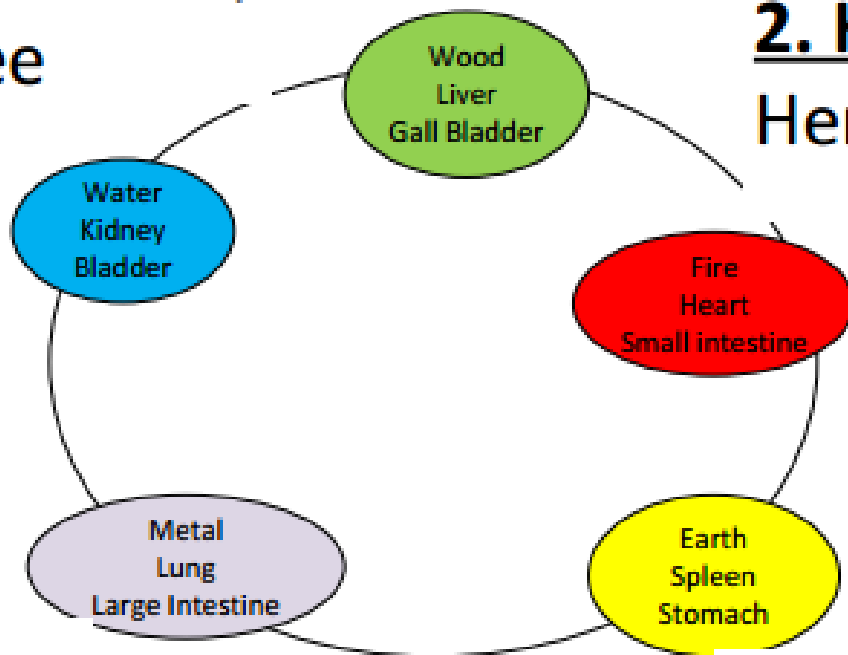 ee
2. H
Her
Wood
Liver
Gall Bladder
Water
Kidney
Bladder
Fire
Heart
Small intestine
Metal
Lung
Large Intestine
Earth
Spleen
Stomach